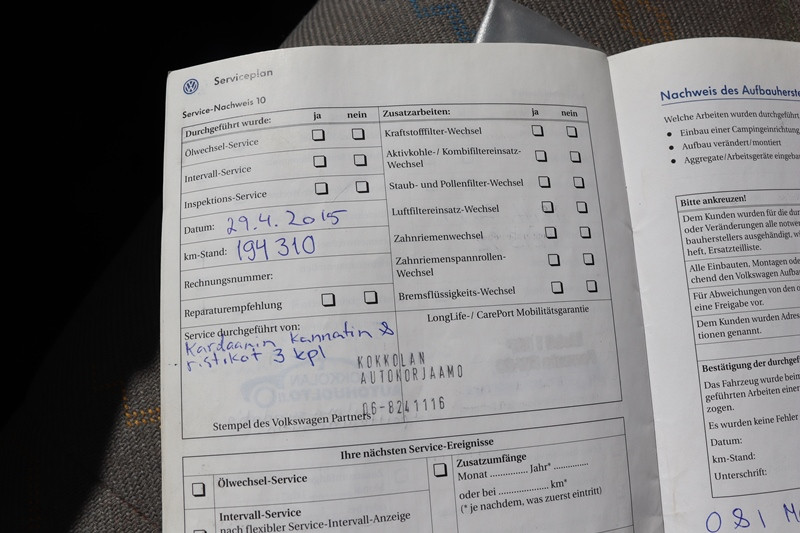 Serviceplan
Service-Nachweis 10
Durchgeführt wurde: ja nein
Ölwechsel-Service
Intervall-Service
Inspektions-Service
Datum: 29.4.2015
km-Stand: 194310
Rechnungsnummer:
Reparaturempfehlung
Service durchgeführt von:
Kardaanin kannatin &
ristikot 3 kpl
KOKKOLAN
AUTOKORJAAMO
06-8241116
Stempel des Volkswagen Partners
Zusatzarbeiten: ja nein
Kraftstofffilter-Wechsel
Aktivkohle-/ Kombifiltereinsatz-
Wechsel
Staub- und Pollenfilter-Wechsel
Luftfiltereinsatz-Wechsel
Zahnriemenwechsel
Zahnriemenspannrollen-
Wechsel
Bremsflüssigkeits-Wechsel
LongLife-/ CarePort Mobilitätsgarantie
Ihre nächsten Service-Ereignisse
Ölwechsel-Service
Intervall-Service
nach flexibler Service-Intervall-Anzeige
Zusatzumfänge
Monat .............. Jahr* ..............
oder bei .................... km*
(* je nachdem, was zuerst eintritt)
Nachweis des Aufbauherste
Welche Arbeiten wurden durchgeführt
• Einbau einer Campingeinrichtung
• Aufbau verändert/montiert
• Aggregate/Arbeitsgeräte eingebau
Bitte ankreuzen!
Dem Kunden wurden für die dur
oder Veränderungen alle notwe
bauherstellers ausgehändigt, wi
heft, Ersatzteilliste.
Alle Einbauten, Montagen ode
chend den Volkswagen Aufba
Für Abweichungen von den o
eine Freigabe vor.
Dem Kunden wurden Adres
tionen genannt.
Bestätigung der durchgef
Das Fahrzeug wurde beim
geführten Arbeiten einer
zogen.
Es wurden keine Fehler
Datum:
km-Stand:
Unterschrift:
081